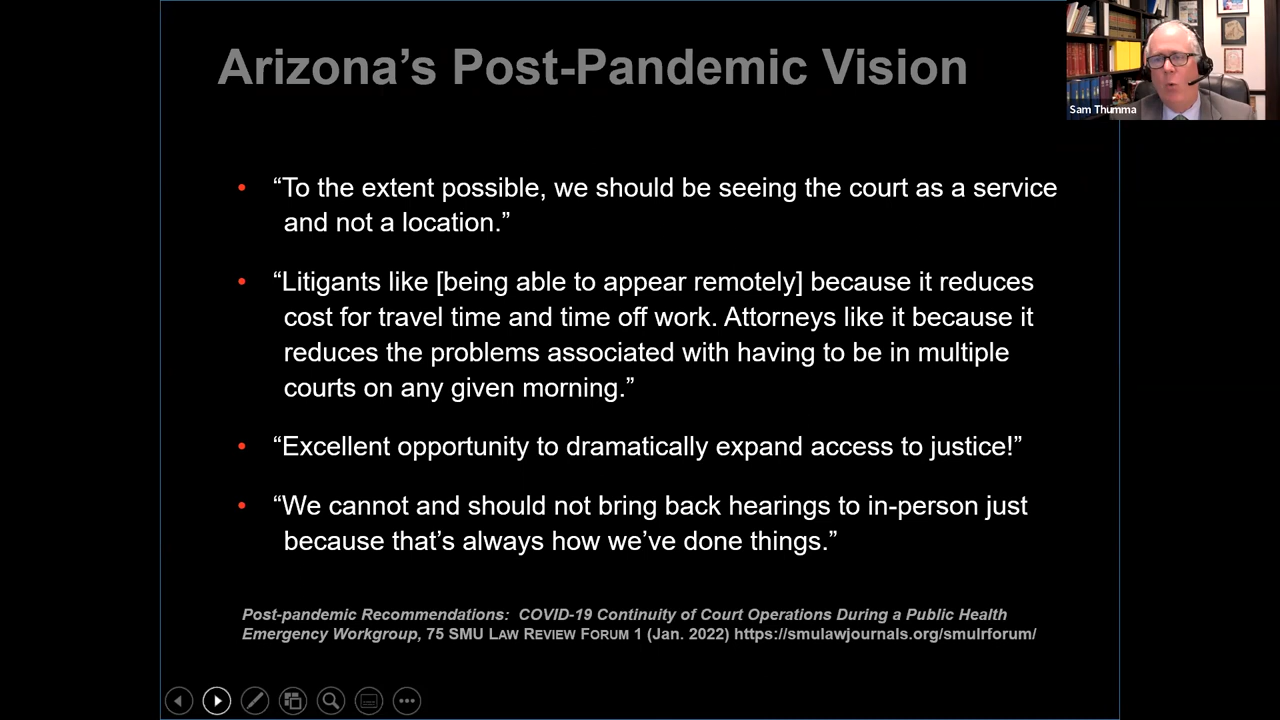 Arizona’s Post-Pandemic Vision
Sam Thumma
• “To the extent possible, we should be seeing the court as a service
and not a location.”
• “Litigants like [being able to appear remotely] because it reduces
cost for travel time and time off work. Attorneys like it because it
reduces the problems associated with having to be in multiple
courts on any given morning.”
• “Excellent opportunity to dramatically expand access to justice!”
• “We cannot and should not bring back hearings to in-person just
because that’s always how we’ve done things.”
Post-pandemic Recommendations: COVID-19 Continuity of Court Operations During a Public Health
Emergency Workgroup, 75 SMU LAW REVIEW FORUM 1 (Jan. 2022) https://smulawjournals.org/smulrforum/